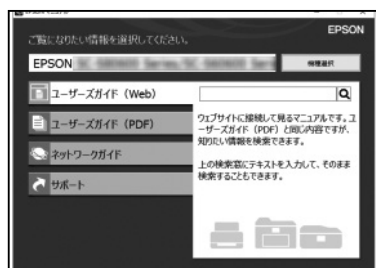 EPSON
ご覧になりたい情報を選択してください。
EPSON
機種選択
ユーザーズガイド（Web）
ユーザーズガイド（PDF）
ネットワークガイド
サポート
ウェブサイトに接続して見るマニュアルです。ユ
ーザーズガイド（PDF）と同じ内容ですが、
知りたい情報を検索できます。
上の検索窓にテキストを入力して、そのまま
検索することもできます。